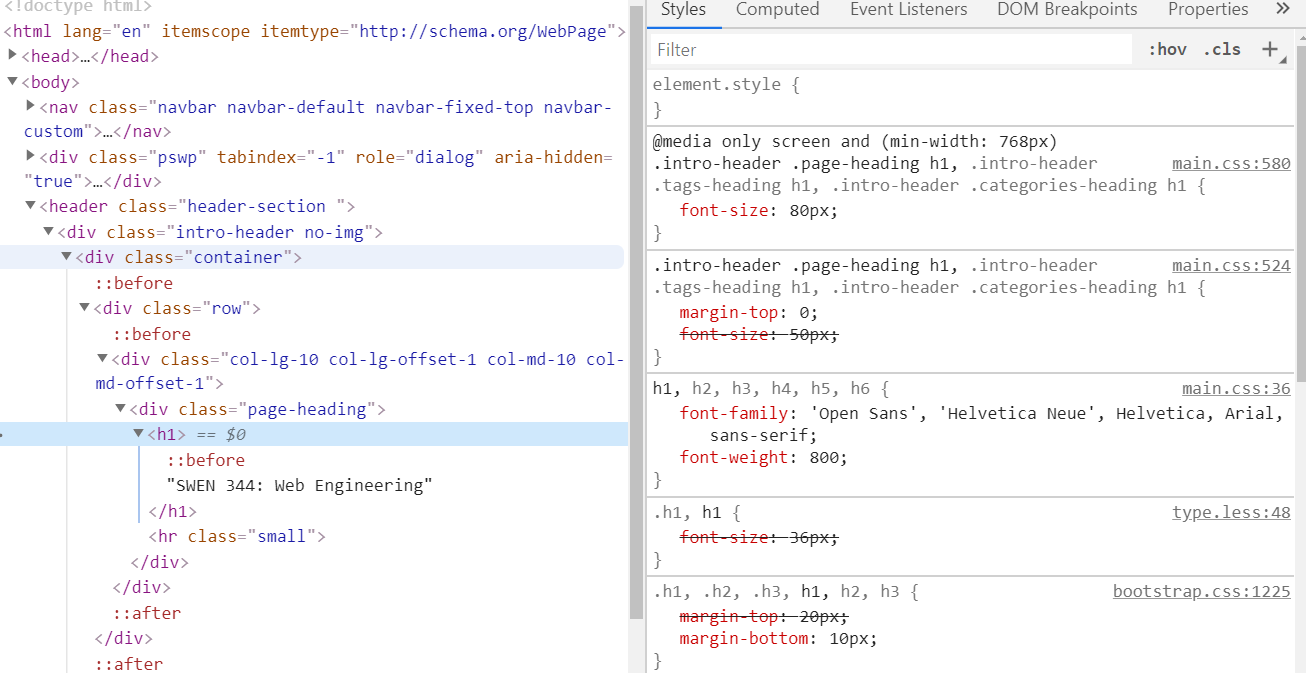 <!doctype html>
<html lang="en" itemscope itemtype="http://schema.org/WebPage">
<head>…</head>
<body>
<nav class="navbar navbar-default navbar-fixed-top navbar-
custom">…</nav>
<div class="pswp" tabindex="-1" role="dialog" aria-hidden=
"true">…</div>
<header class="header-section ">
<div class="intro-header no-img">
<div class="container">
::before
<div class="row">
::before
<div class="col-lg-10 col-lg-offset-1 col-md-10 col-
md-offset-1">
<div class="page-heading">
<h1> == $0
::before
"SWEN 344: Web Engineering"
</h1>
<hr class="small">
</div>
</div>
::after
</div>
::after
Styles Computed Event Listeners DOM Breakpoints Properties »
Filter :hov .cls +
element.style {
}
@media only screen and (min-width: 768px)
.intro-header .page-heading h1, .intro-header main.css:580
.tags-heading h1, .intro-header .categories-heading h1 {
font-size: 80px;
}
.intro-header .page-heading h1, .intro-header main.css:524
.tags-heading h1, .intro-header .categories-heading h1 {
margin-top: 0;
font-size: 50px;
}
h1, h2, h3, h4, h5, h6 { main.css:36
font-family: 'Open Sans', 'Helvetica Neue', Helvetica, Arial,
sans-serif;
font-weight: 800;
}
.h1, h1 { type.less:48
font-size: 36px;
}
.h1, .h2, .h3, h1, h2, h3 { bootstrap.css:1225
margin-top: 20px;
margin-bottom: 10px;
}